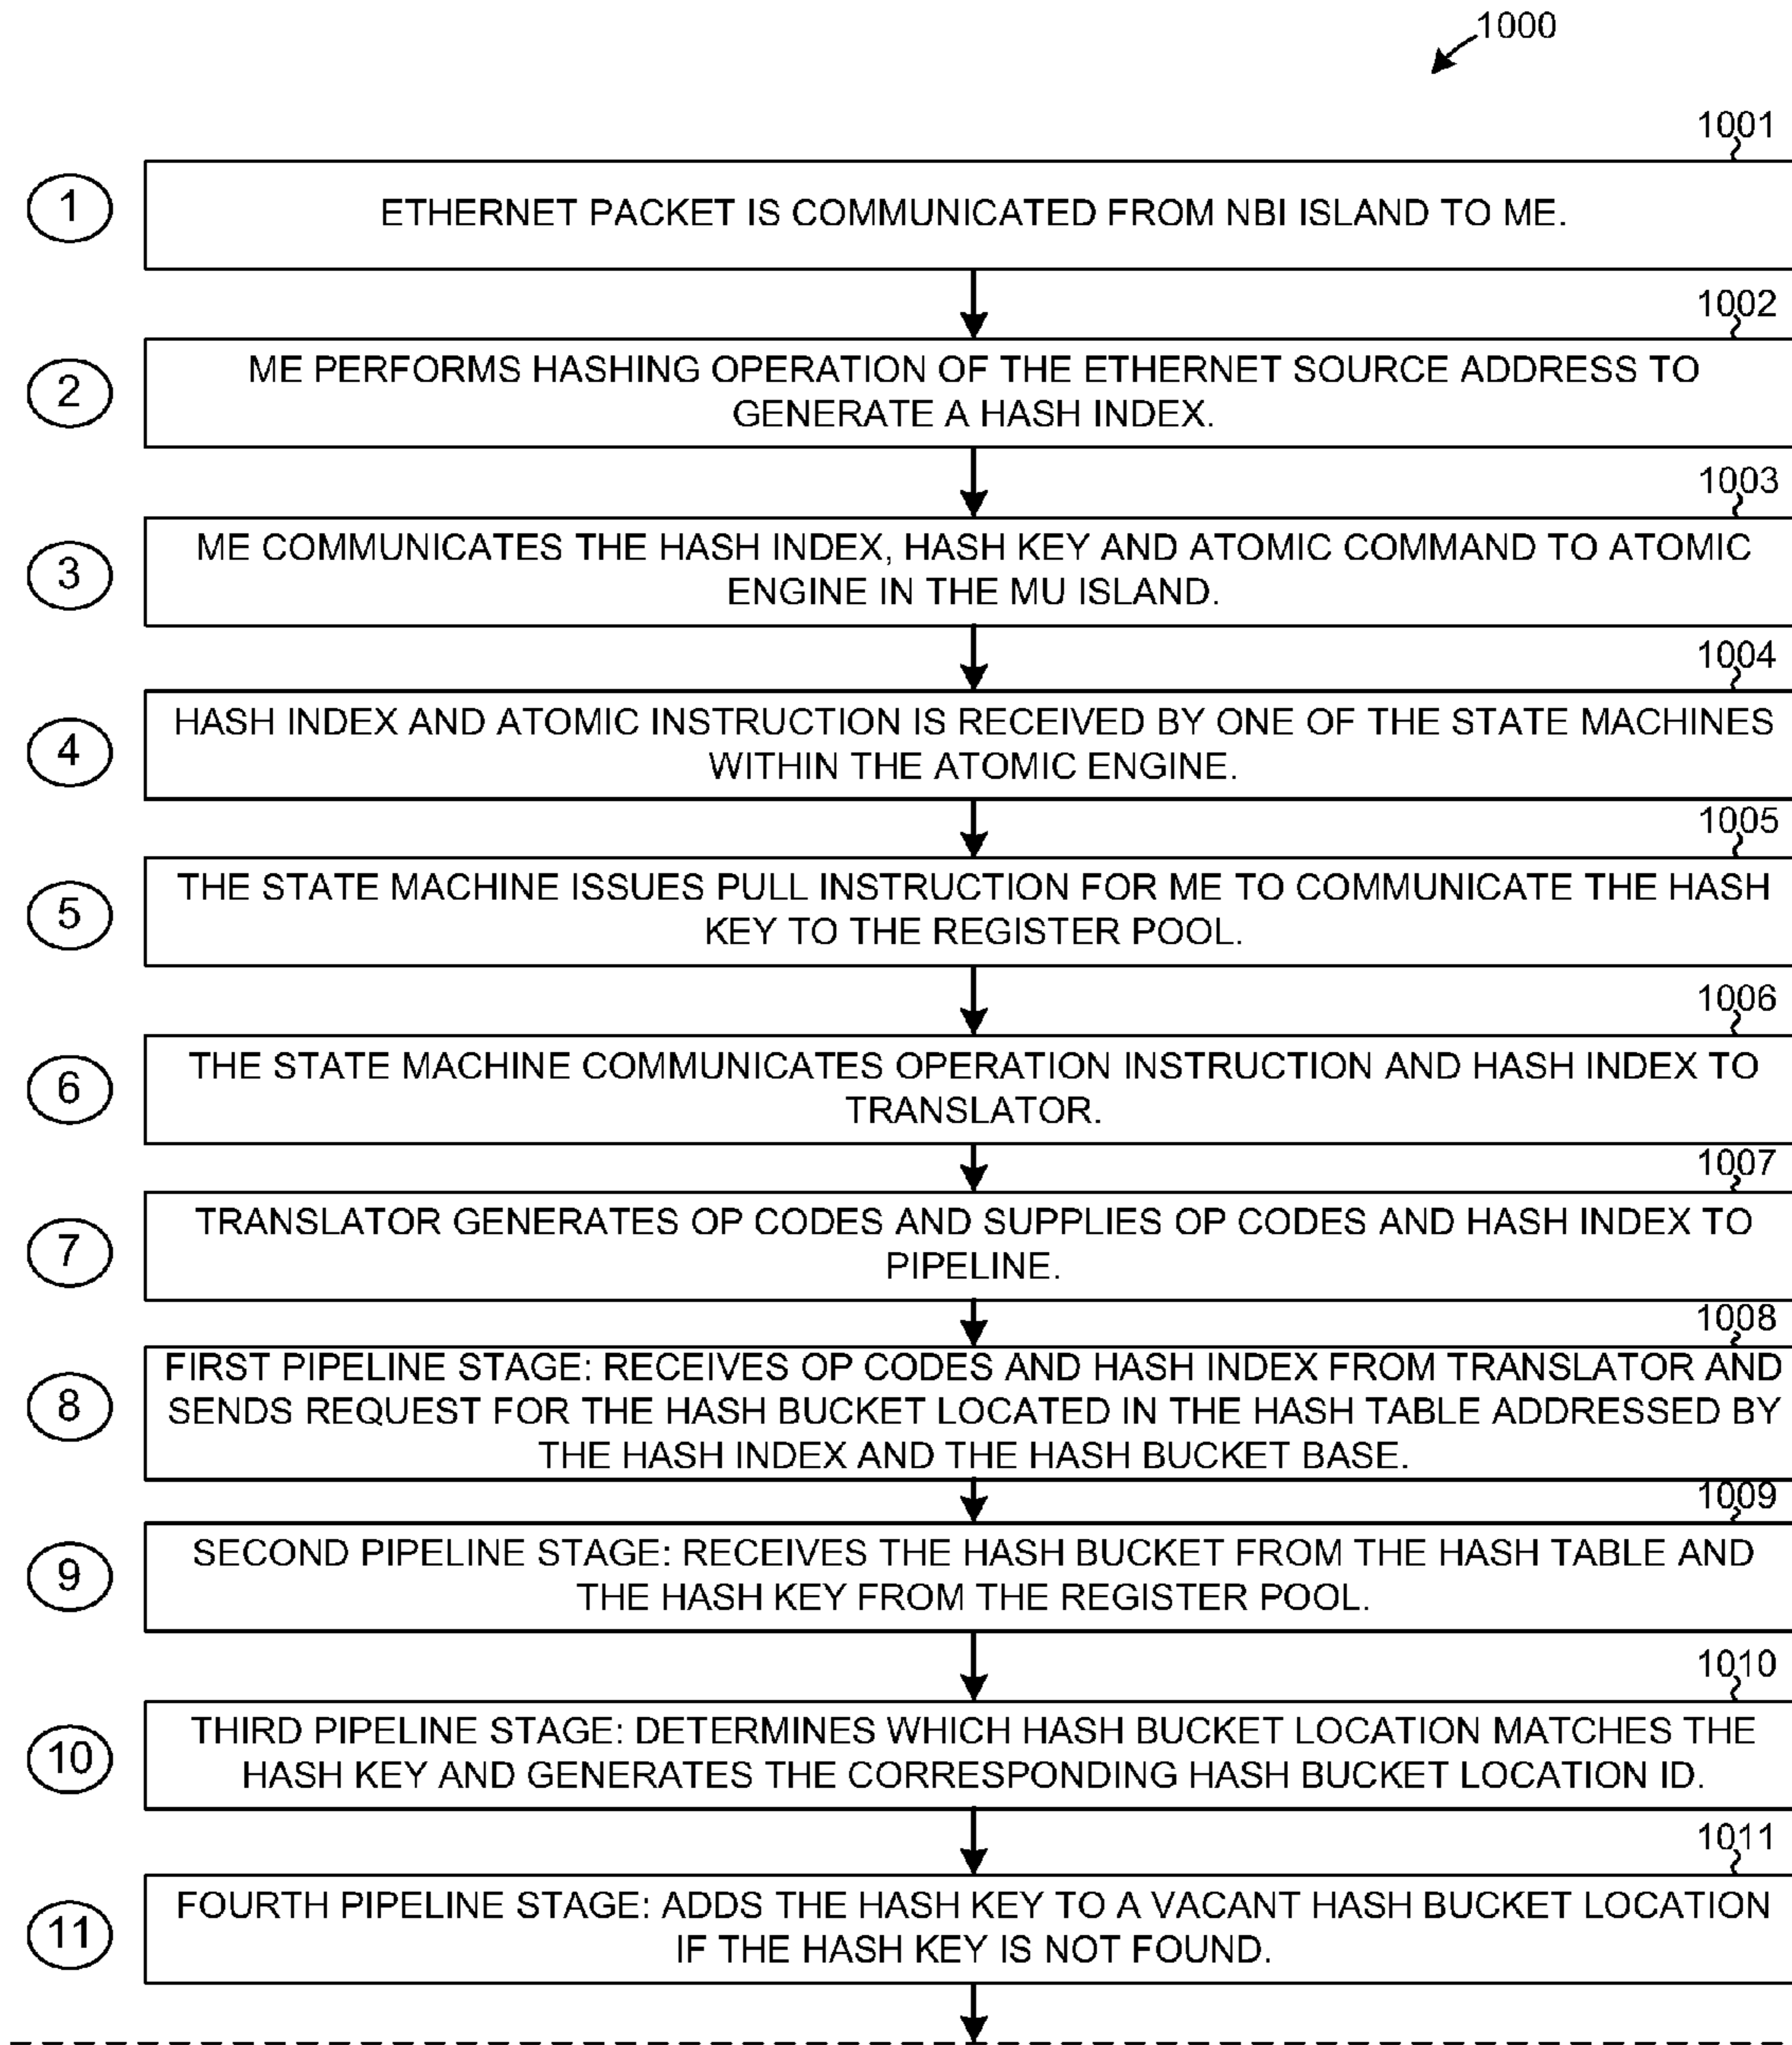 1000
1001
1
ETHERNET PACKET IS COMMUNICATED FROM NBI ISLAND TO ME.
1002
2
ME PERFORMS HASHING OPERATION OF THE ETHERNET SOURCE ADDRESS TO
GENERATE A HASH INDEX.
1003
3
ME COMMUNICATES THE HASH INDEX, HASH KEY AND ATOMIC COMMAND TO ATOMIC
ENGINE IN THE MU ISLAND.
1004
4
HASH INDEX AND ATOMIC INSTRUCTION IS RECEIVED BY ONE OF THE STATE MACHINES
WITHIN THE ATOMIC ENGINE.
1005
5
THE STATE MACHINE ISSUES PULL INSTRUCTION FOR ME TO COMMUNICATE THE HASH
KEY TO THE REGISTER POOL.
1006
6
THE STATE MACHINE COMMUNICATES OPERATION INSTRUCTION AND HASH INDEX TO
TRANSLATOR.
1007
7
TRANSLATOR GENERATES OP CODES AND SUPPLIES OP CODES AND HASH INDEX TO
PIPELINE.
1008
8
FIRST PIPELINE STAGE: RECEIVES OP CODES AND HASH INDEX FROM TRANSLATOR AND
SENDS REQUEST FOR THE HASH BUCKET LOCATED IN THE HASH TABLE ADDRESSED BY
THE HASH INDEX AND THE HASH BUCKET BASE.
1009
9
SECOND PIPELINE STAGE: RECEIVES THE HASH BUCKET FROM THE HASH TABLE AND
THE HASH KEY FROM THE REGISTER POOL.
1010
10
THIRD PIPELINE STAGE: DETERMINES WHICH HASH BUCKET LOCATION MATCHES THE
HASH KEY AND GENERATES THE CORRESPONDING HASH BUCKET LOCATION ID.
1011
11
FOURTH PIPELINE STAGE: ADDS THE HASH KEY TO A VACANT HASH BUCKET LOCATION
IF THE HASH KEY IS NOT FOUND.